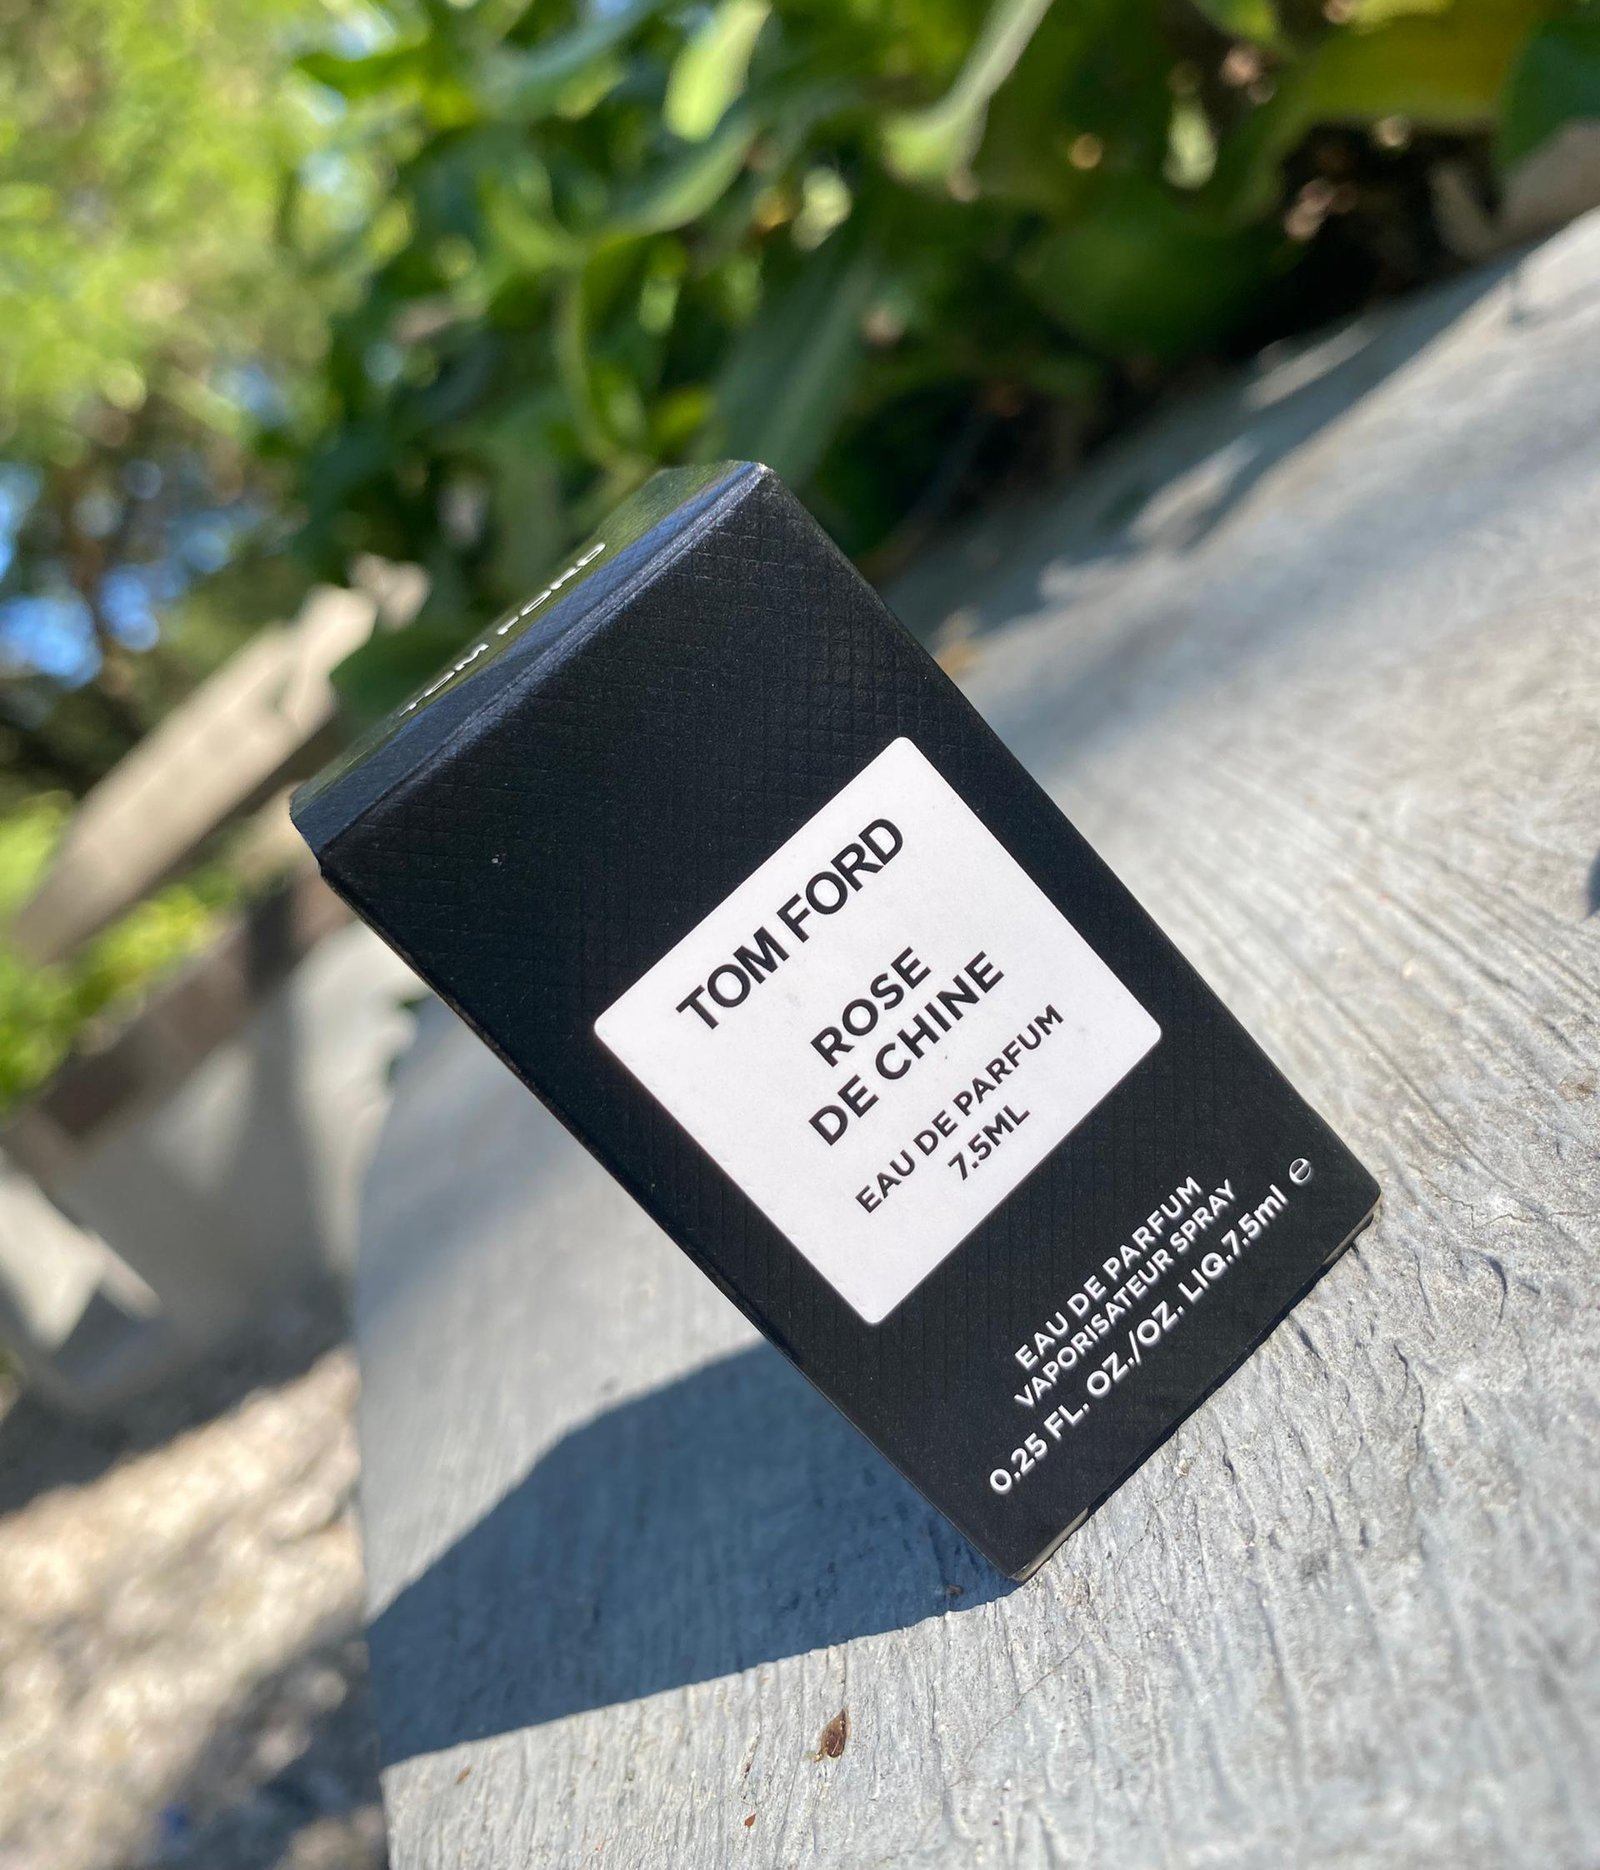 TOM FORD
TOM FORD
ROSE
DE CHINE
EAU DE PARFUM
7.5ML
EAU DE PARFUM
VAPORISATEUR SPRAY
0.25 FL. OZ./OZ. LIQ.7.5ml ℮